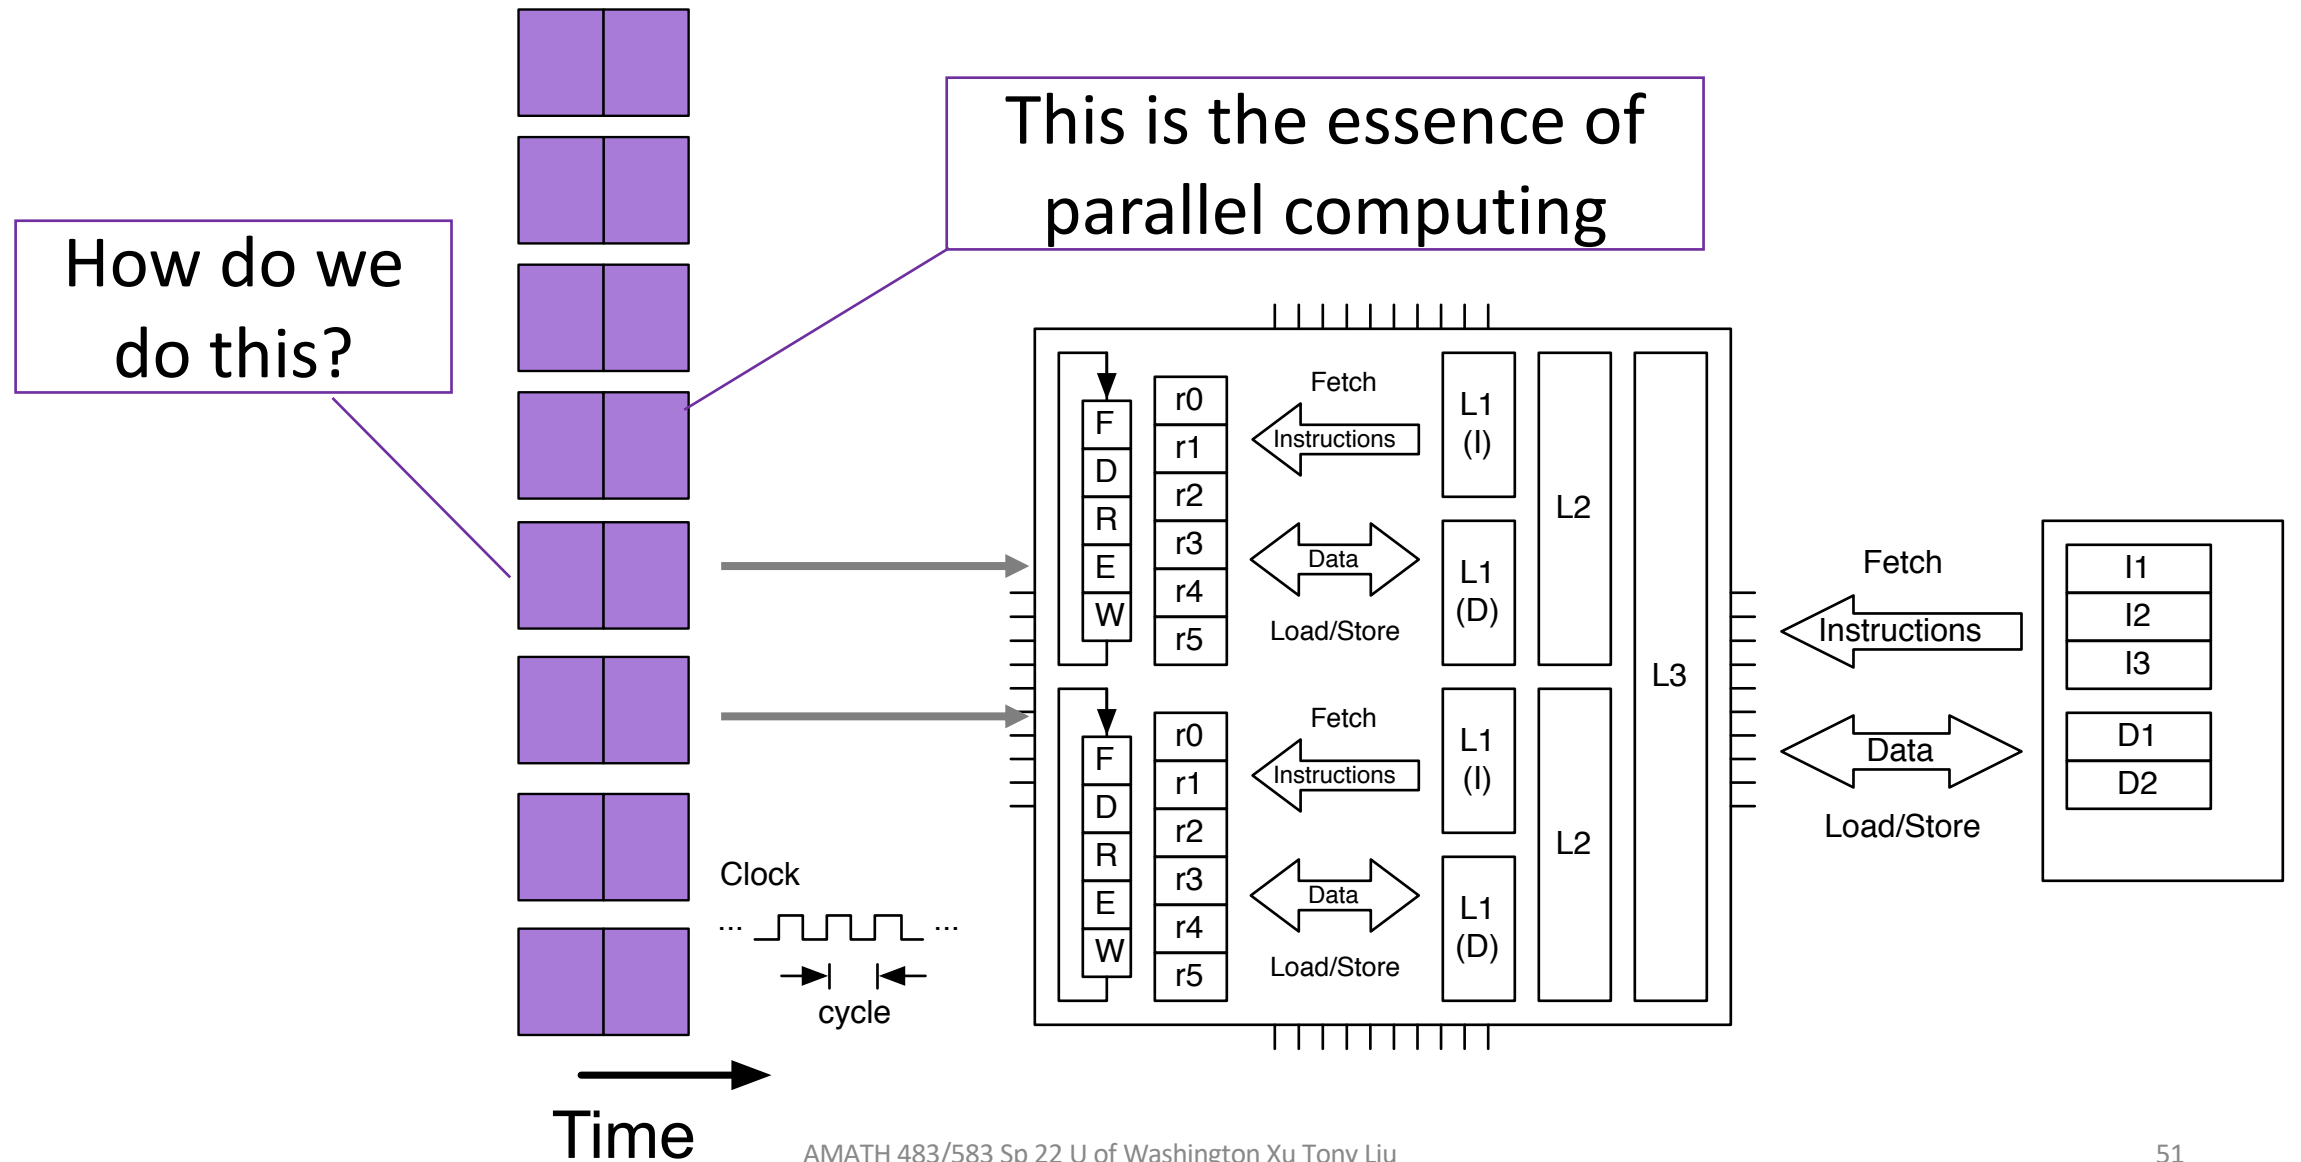 This is the essence of
parallel computing
How do we
do this?
F
D
R
E
W
r0
r1
r2
r3
r4
r5
Fetch
Instructions
Data
Load/Store
L1
(I)
L1
(D)
L2
F
D
R
E
W
r0
r1
r2
r3
r4
r5
Fetch
Instructions
Data
Load/Store
L1
(I)
L1
(D)
L2
L3
Fetch
Instructions
Data
Load/Store
I1
I2
I3
D1
D2
Clock
... ...
cycle
Time
AMATH 483/583 Sp 22 U of Washington Xu Tony Liu
51